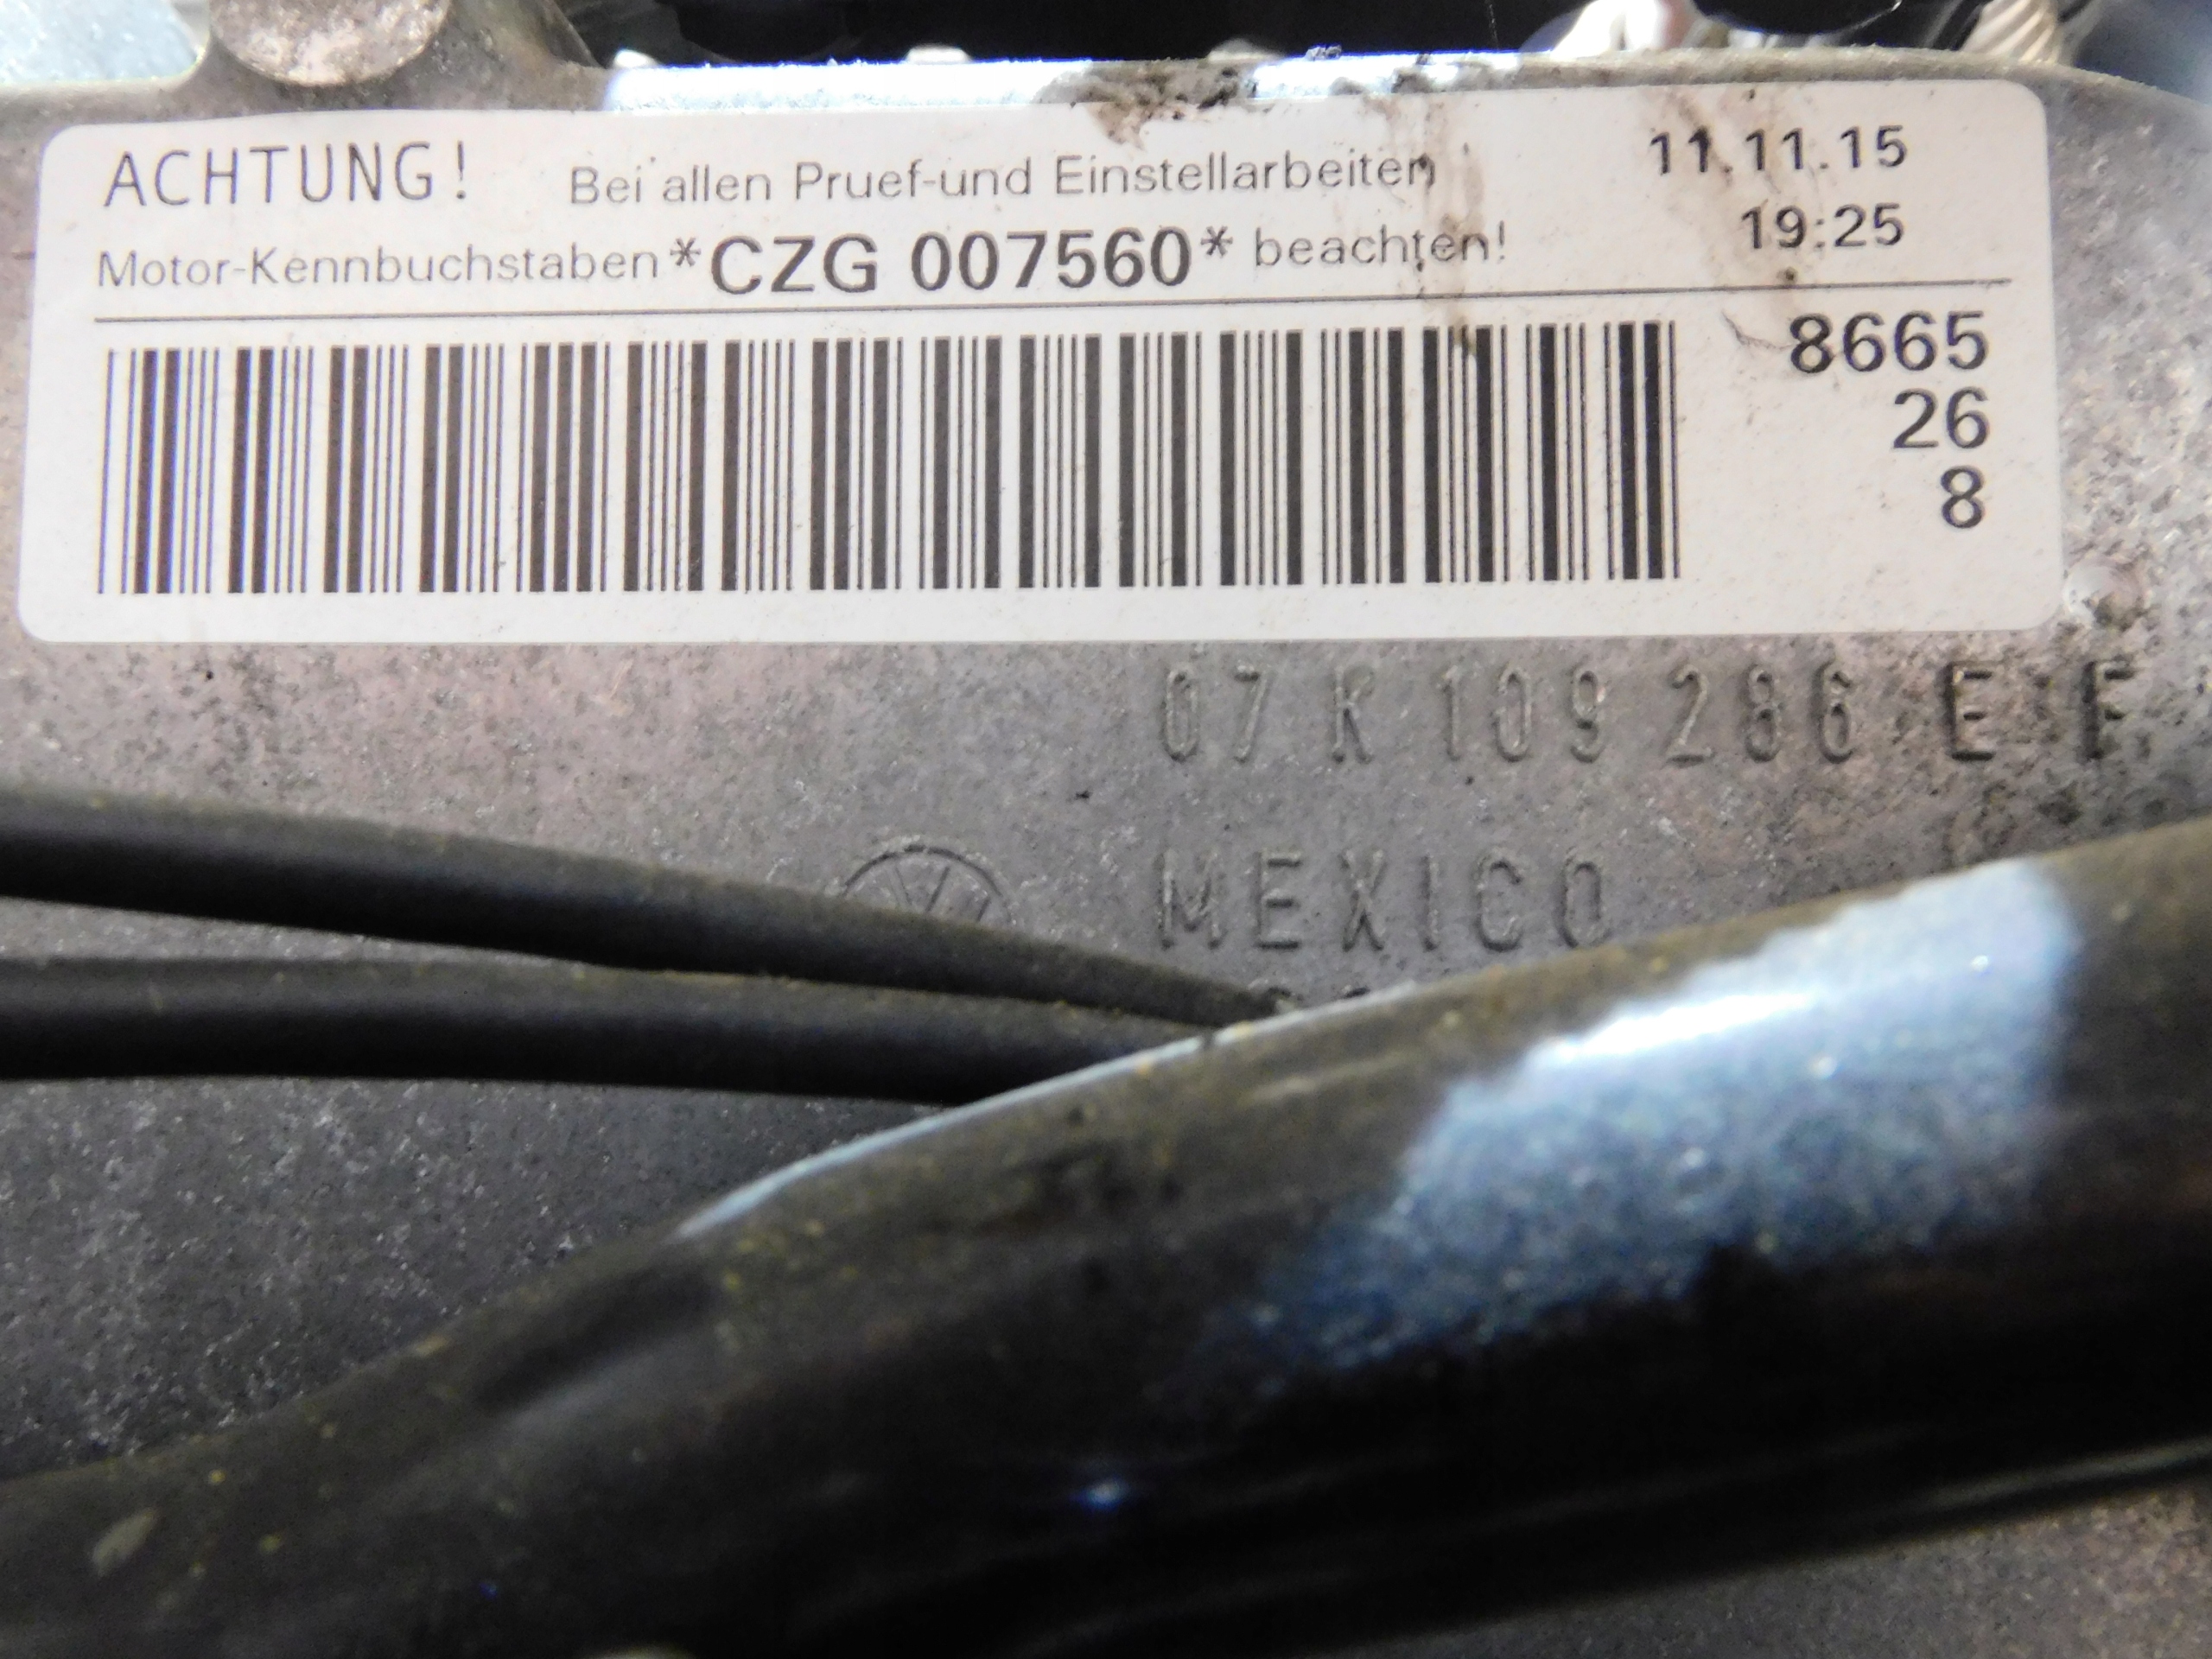 ACHTUNG! Bei allen Pruef-und Einstellarbeiten 11.11.15
Motor-Kennbuchstaben *CZG 007560* beachten! 19:25
8665
26
8
07K 109 286 E F
MEXICO